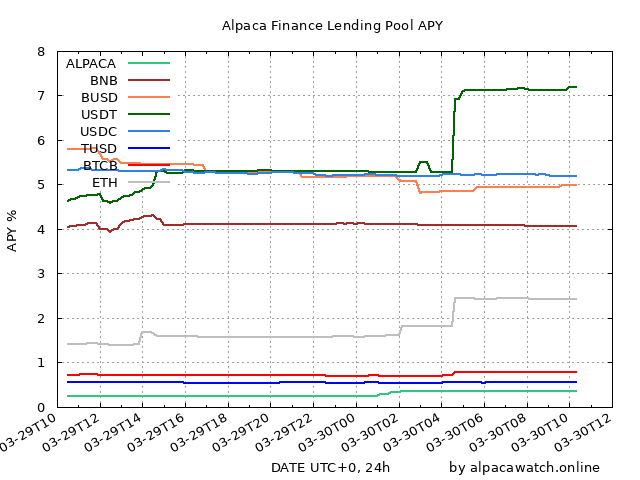 Alpaca Finance Lending Pool APY
8
7
6
5
4
3
2
1
0
APY %
ALPACA
BNB
BUSD
USDT
USDC
TUSD
BTCB
ETH
03-29T10
03-29T12
03-29T14
03-29T16
03-29T18
03-29T20
03-29T22
03-30T00
03-30T02
03-30T04
03-30T06
03-30T08
03-30T10
03-30T12
DATE UTC+0, 24h
by alpacawatch.online